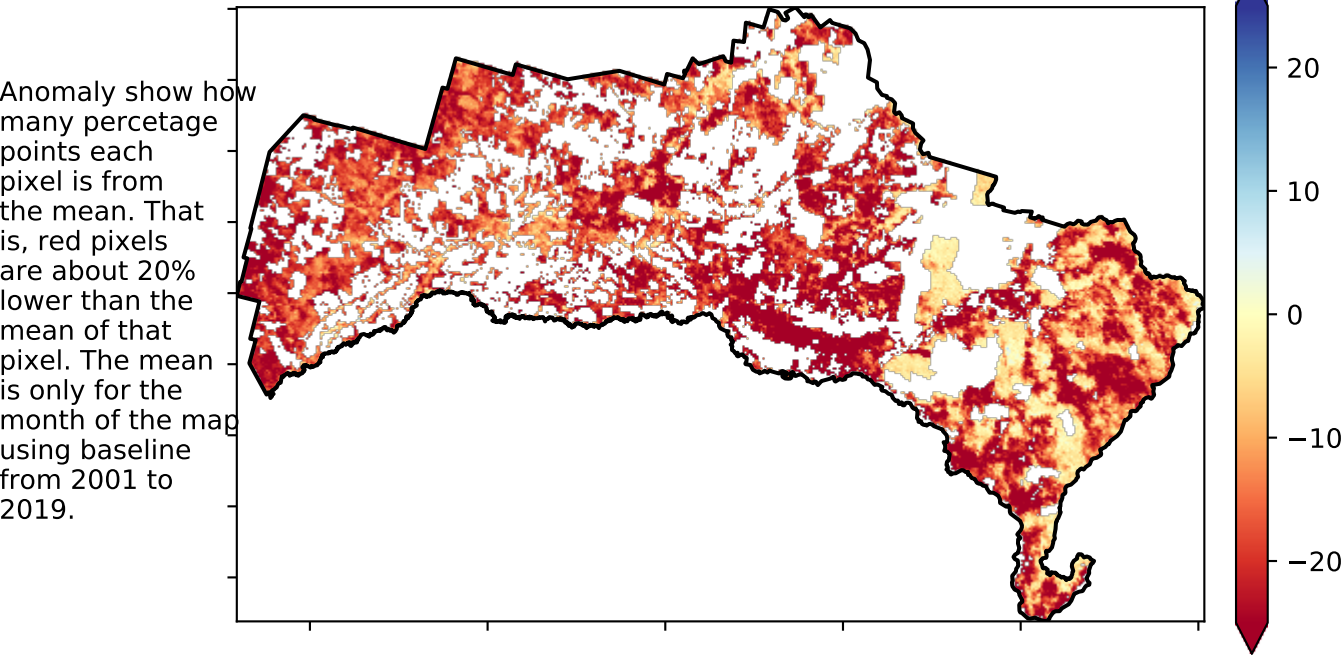 Anomaly show how
many percetage
points each
pixel is from
the mean. That
is, red pixels
are about 20%
lower than the
mean of that
pixel. The mean
is only for the
month of the map
using baseline
from 2001 to
2019.
20
10
0
−10
−20